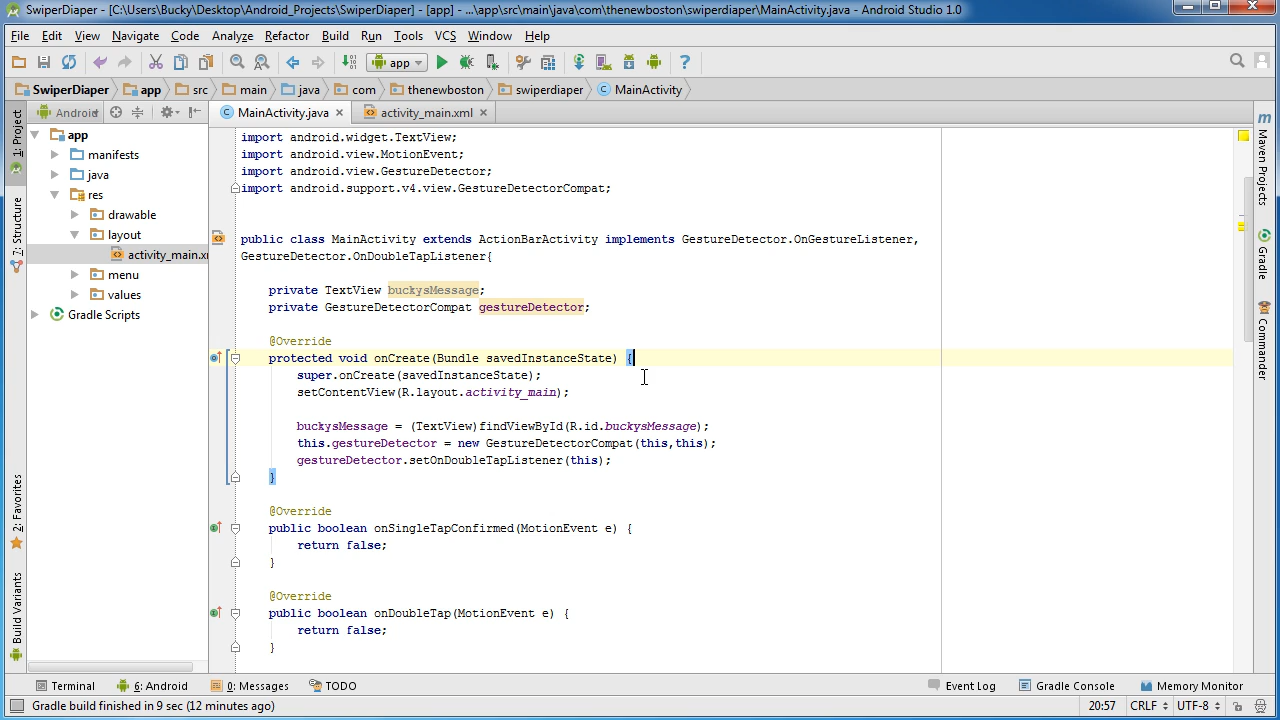 SwiperDiaper - [C:\Users\Bucky\Desktop\Android_Projects\SwiperDiaper] - [app] - ...\app\src\main\java\com\thenewboston\swiperdiaper\MainActivity.java - Android Studio 1.0
File Edit View Navigate Code Analyze Refactor Build Run Tools VCS Window Help
app
SwiperDiaper app src main java com thenewboston swiperdiaper MainActivity
1: Project
7: Structure
2: Favorites
Build Variants
Android
app
manifests
java
res
drawable
layout
activity_main.xm
menu
values
Gradle Scripts
MainActivity.java activity_main.xml
import android.widget.TextView;
import android.view.MotionEvent;
import android.view.GestureDetector;
import android.support.v4.view.GestureDetectorCompat;
public class MainActivity extends ActionBarActivity implements GestureDetector.OnGestureListener,
GestureDetector.OnDoubleTapListener{
private TextView buckysMessage;
private GestureDetectorCompat gestureDetector;
@Override
protected void onCreate(Bundle savedInstanceState) {
super.onCreate(savedInstanceState);
setContentView(R.layout.activity_main);
buckysMessage = (TextView)findViewById(R.id.buckysMessage);
this.gestureDetector = new GestureDetectorCompat(this,this);
gestureDetector.setOnDoubleTapListener(this);
}
@Override
public boolean onSingleTapConfirmed(MotionEvent e) {
return false;
}
@Override
public boolean onDoubleTap(MotionEvent e) {
return false;
}
m
Maven Projects
Gradle
Commander
Terminal 6: Android 0: Messages TODO Event Log Gradle Console Memory Monitor
Gradle build finished in 9 sec (12 minutes ago) 20:57 CRLF UTF-8